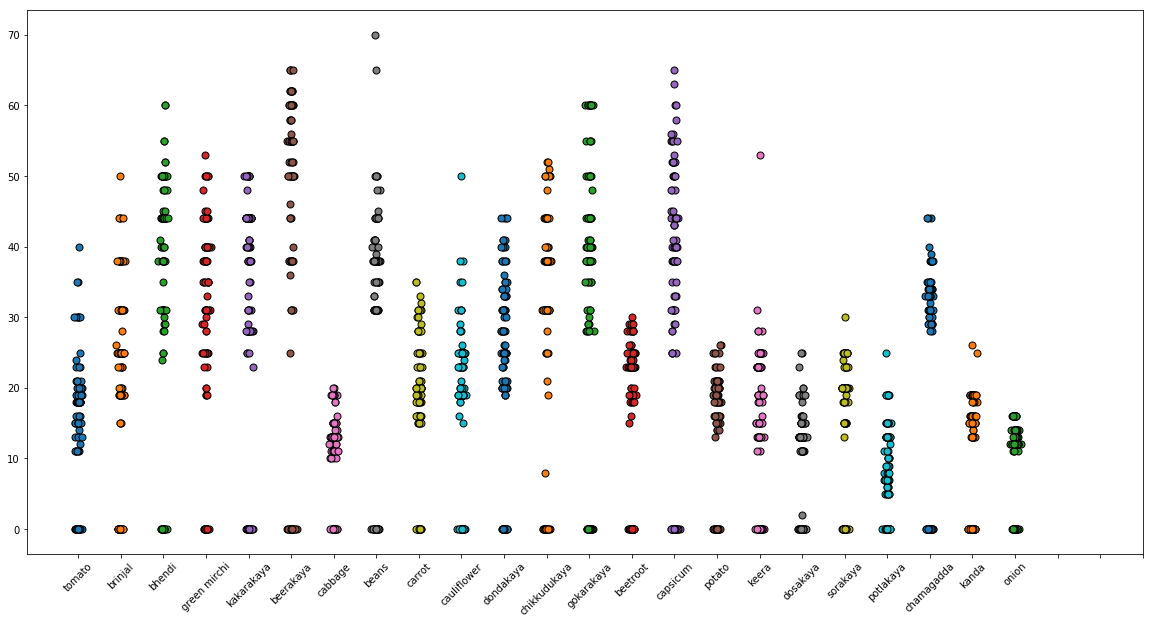 70
60
50
40
30
20
10
0
tomato
brinjal
bhendi
green mirchi
kakarakaya
beerakaya
cabbage
beans
carrot
cauliflower
dondakaya
chikkudukaya
gokarakaya
beetroot
capsicum
potato
keera
dosakaya
sorakaya
potlakaya
chamagadda
kanda
onion